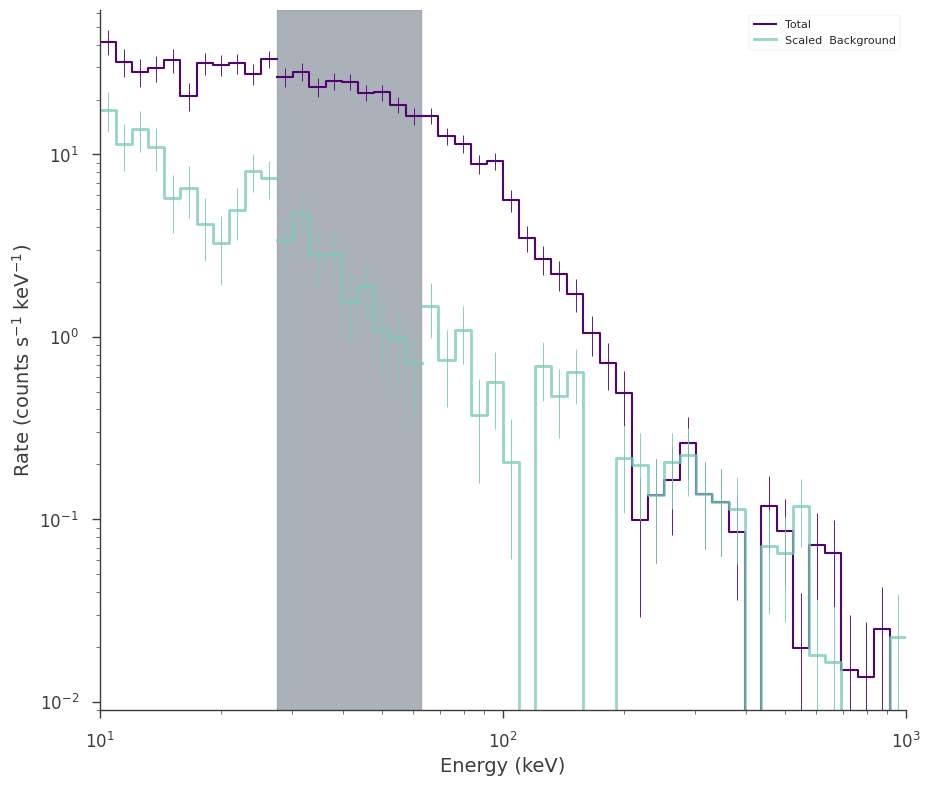 Total
Scaled  Background
10¹
10⁰
10⁻¹
10⁻²
Rate (counts s⁻¹ keV⁻¹)
10¹ 10² 10³
Energy (keV)